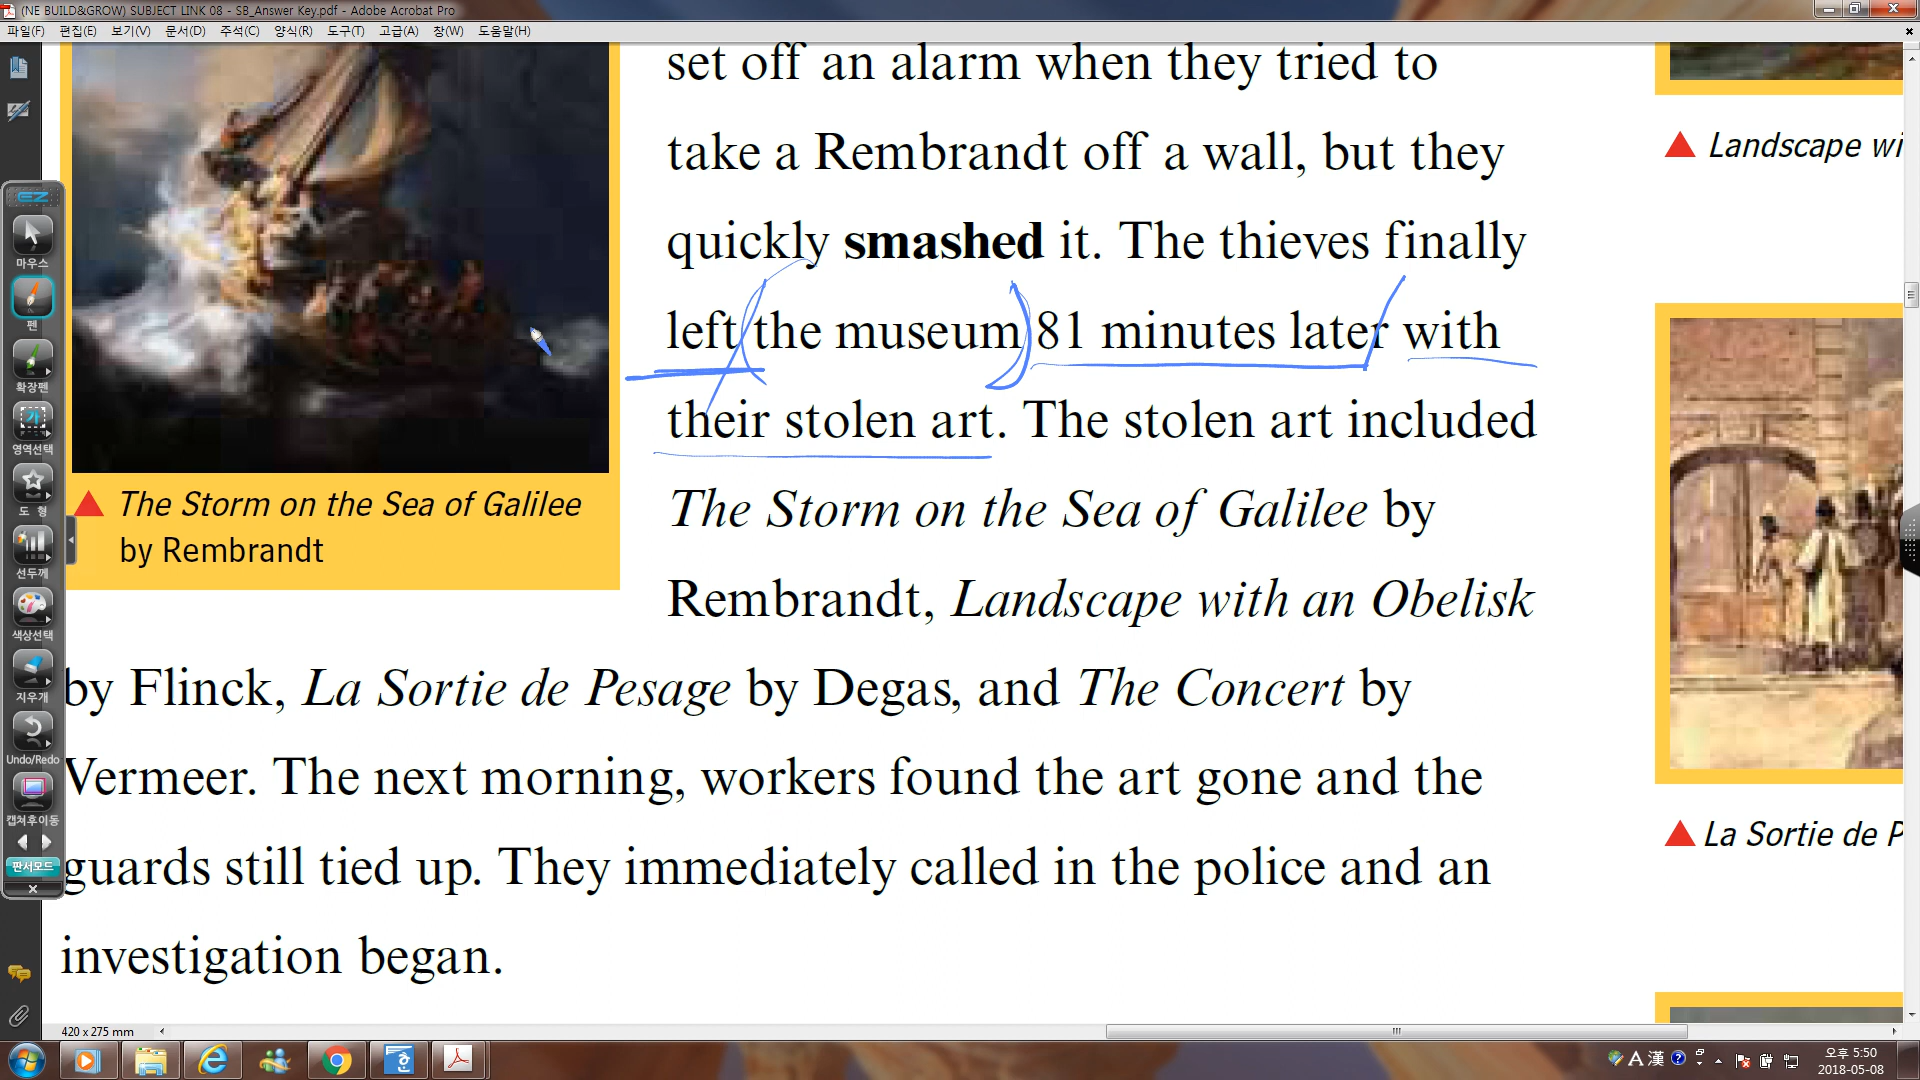 (NE BUILD&GROW) SUBJECT LINK 08 - SB_Answer Key.pdf - Adobe Acrobat Pro
파일(F) 편집(E) 보기(V) 문서(D) 주석(C) 양식(R) 도구(T) 고급(A) 창(W) 도움말(H)
set off an alarm when they tried to
take a Rembrandt off a wall, but they
quickly smashed it. The thieves finally
left the museum 81 minutes later with
their stolen art. The stolen art included
The Storm on the Sea of Galilee by
Rembrandt, Landscape with an Obelisk
by Flinck, La Sortie de Pesage by Degas, and The Concert by
Vermeer. The next morning, workers found the art gone and the
guards still tied up. They immediately called in the police and an
investigation began.
▲ The Storm on the Sea of Galilee
by Rembrandt
▲ Landscape wi
▲ La Sortie de P
EZ
마우스
펜
확장펜
영역선택
도 형
선두께
색상선택
지우개
Undo/Redo
캡쳐후이동
판서모드
420 x 275 mm
A 漢
오후 5:50
2018-05-08